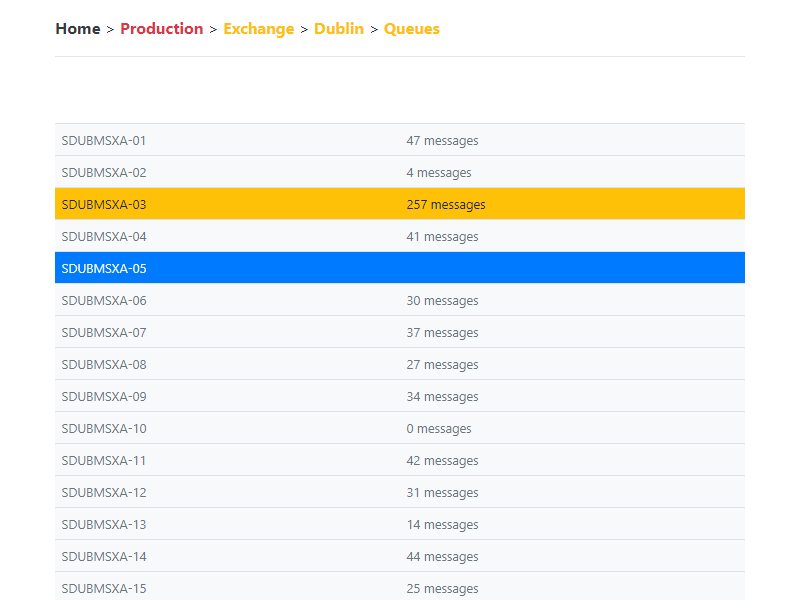 Home > Production > Exchange > Dublin > Queues
SDUBMSXA-01 47 messages
SDUBMSXA-02 4 messages
SDUBMSXA-03 257 messages
SDUBMSXA-04 41 messages
SDUBMSXA-05
SDUBMSXA-06 30 messages
SDUBMSXA-07 37 messages
SDUBMSXA-08 27 messages
SDUBMSXA-09 34 messages
SDUBMSXA-10 0 messages
SDUBMSXA-11 42 messages
SDUBMSXA-12 31 messages
SDUBMSXA-13 14 messages
SDUBMSXA-14 44 messages
SDUBMSXA-15 25 messages